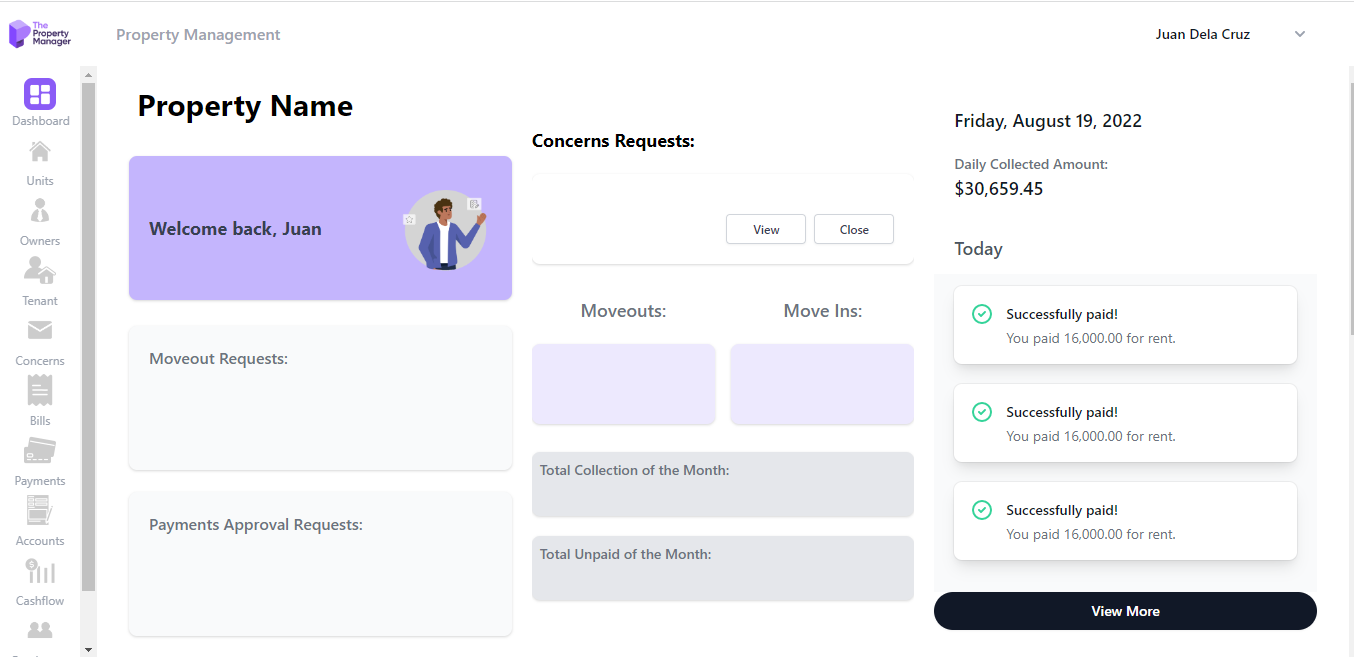 The
Property
Manager
Property Management
Juan Dela Cruz
Dashboard
Units
Owners
Tenant
Concerns
Bills
Payments
Accounts
Cashflow
Property Name
Welcome back, Juan
Moveout Requests:
Payments Approval Requests:
Concerns Requests:
View Close
Moveouts: Move Ins:
Total Collection of the Month:
Total Unpaid of the Month:
Friday, August 19, 2022
Daily Collected Amount:
$30,659.45
Today
Successfully paid!
You paid 16,000.00 for rent.
Successfully paid!
You paid 16,000.00 for rent.
Successfully paid!
You paid 16,000.00 for rent.
View More